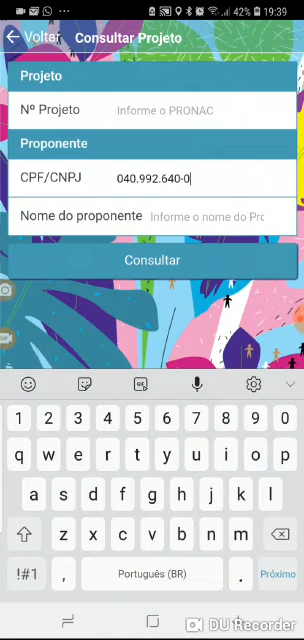 42% 19:39
Voltar Consultar Projeto
Projeto
Nº Projeto Informe o PRONAC
Proponente
CPF/CNPJ 040.992.640-0
Nome do proponente Informe o nome do Prc
Consultar
GIF
1 2 3 4 5 6 7 8 9 0
q w e r t y u i o p
a s d f g h j k l
z x c v b n m
!#1 , Português (BR) . Próximo
DU Recorder